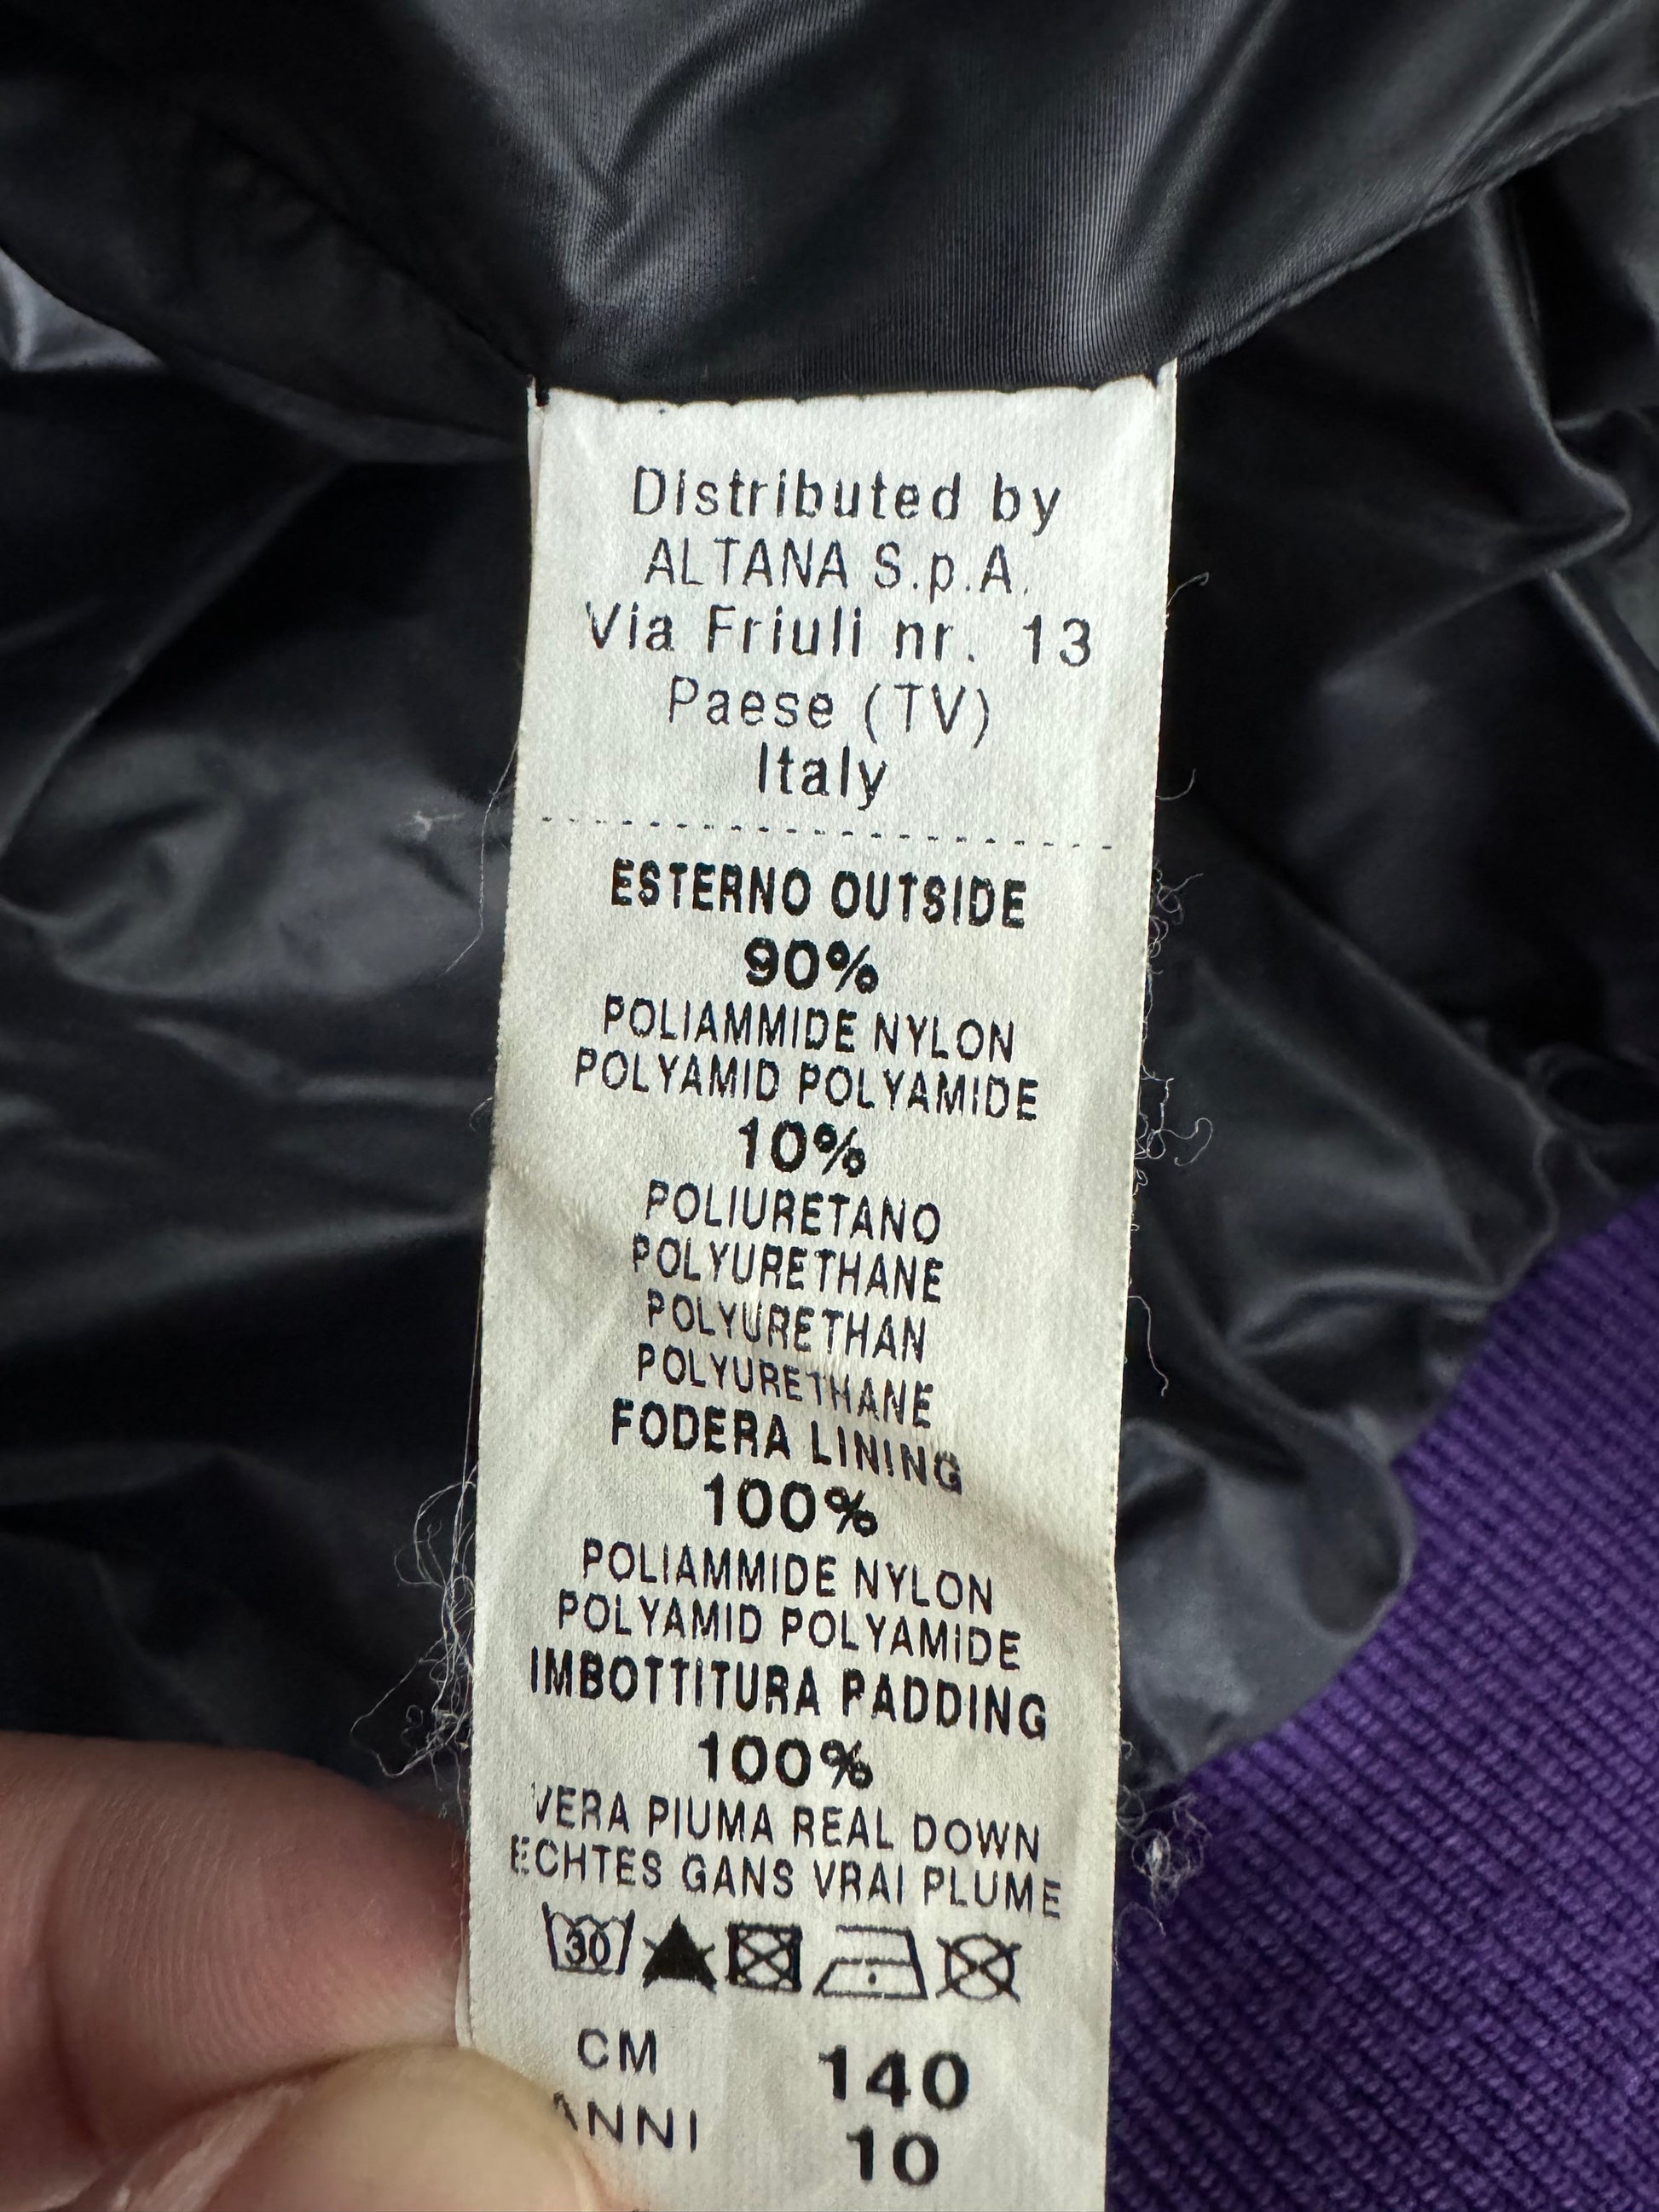 Distributed by
ALTANA S.p.A.
Via Friuli nr. 13
Paese (TV)
Italy
ESTERNO OUTSIDE
90%
POLIAMMIDE NYLON
POLYAMID POLYAMIDE
10%
POLIURETANO
POLYURETHANE
POLYURETHAN
POLYURETHANE
FODERA LINING
100%
POLIAMMIDE NYLON
POLYAMID POLYAMIDE
IMBOTTITURA PADDING
100%
VERA PIUMA REAL DOWN
ECHTES GANS VRAI PLUME
30
CM 140
ANNI 10